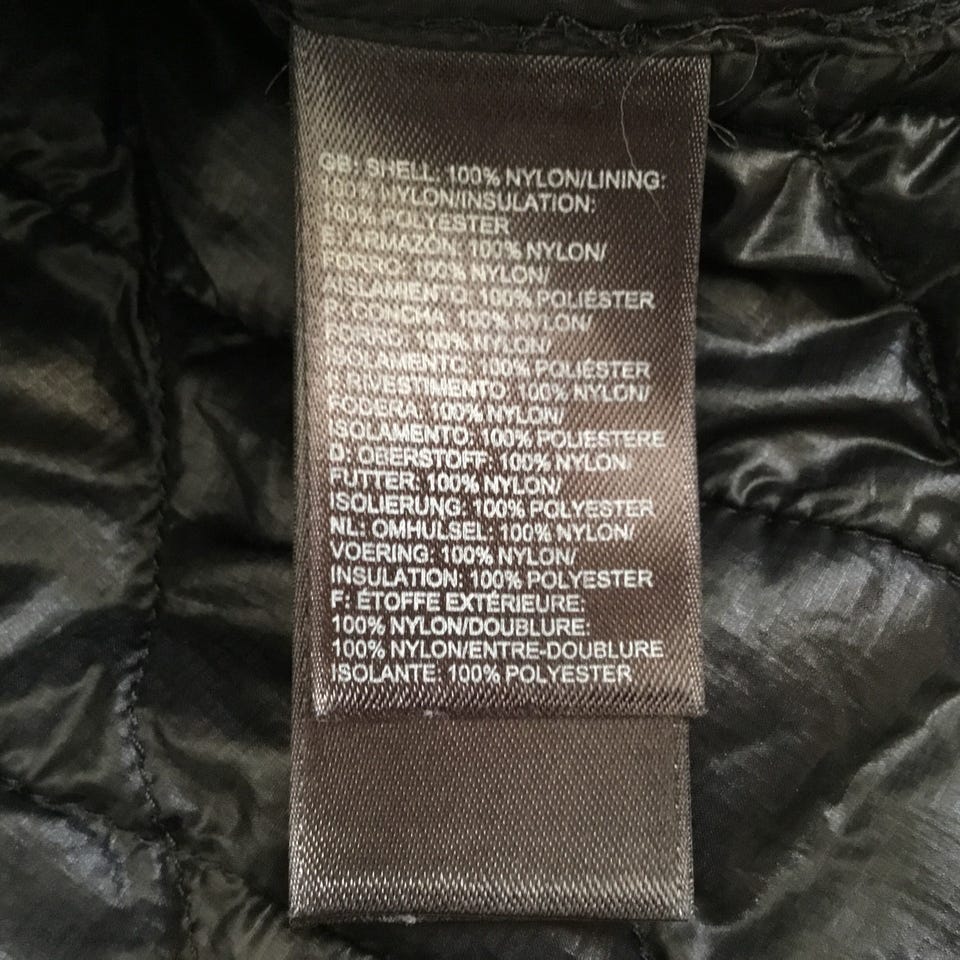 GB: SHELL: 100% NYLON/LINING:
100% NYLON/INSULATION:
100% POLYESTER
E: ARMAZÓN: 100% NYLON/
FORRO: 100% NYLON/
AISLAMIENTO: 100% POLIÉSTER
P: CONCHA: 100% NYLON/
FORRO: 100% NYLON/
ISOLAMENTO: 100% POLIÉSTER
I: RIVESTIMENTO: 100% NYLON/
FODERA: 100% NYLON/
ISOLAMENTO: 100% POLIESTERE
D: OBERSTOFF: 100% NYLON/
FUTTER: 100% NYLON/
ISOLIERUNG: 100% POLYESTER
NL: OMHULSEL: 100% NYLON/
VOERING: 100% NYLON/
INSULATION: 100% POLYESTER
F: ÉTOFFE EXTÉRIEURE:
100% NYLON/DOUBLURE:
100% NYLON/ENTRE-DOUBLURE
ISOLANTE: 100% POLYESTER